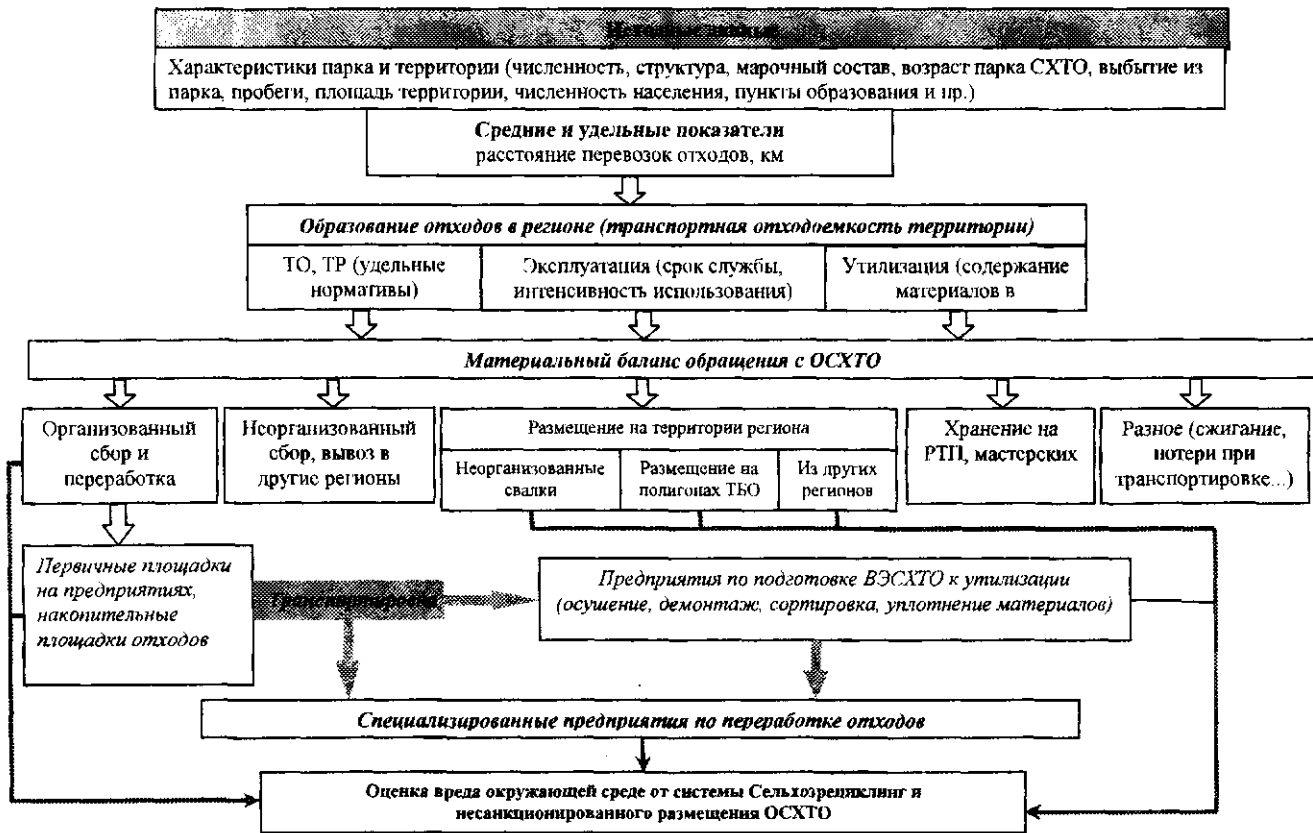 Исходные данные
Характеристики парка и территории (численность, структура, марочный состав, возраст парка СХТО, выбытие из
парка, пробеги, площадь территории, численность населения, пункты образования и пр.)
Средние и удельные показатели
расстояние перевозок отходов, км
Образование отходов в регионе (транспортная отходоемкость территории)
ТО, ТР (удельные
нормативы)
Эксплуатация (срок службы,
интенсивность использования)
Утилизация (содержание
материалов в
Материальный баланс обращения с ОСХТО
Организованный
сбор и
переработка
Неорганизованный
сбор, вывоз в
другие регионы
Размещение на территории региона
Неорганизованные
свалки
Размещение на
полигонах ТБО
Из других
регионов
Хранение на
РТП, мастерских
Разное (сжигание,
потери при
транспортировке...)
Первичные площадки
на предприятиях,
накопительные
площадки отходов
Транспортировка
Предприятия по подготовке ВЭСХТО к утилизации
(осушение, демонтаж, сортировка, уплотнение материалов)
Специализированные предприятия по переработке отходов
Оценка вреда окружающей среде от системы Сельхозрециклинг и
несанкционированного размещения ОСХТО